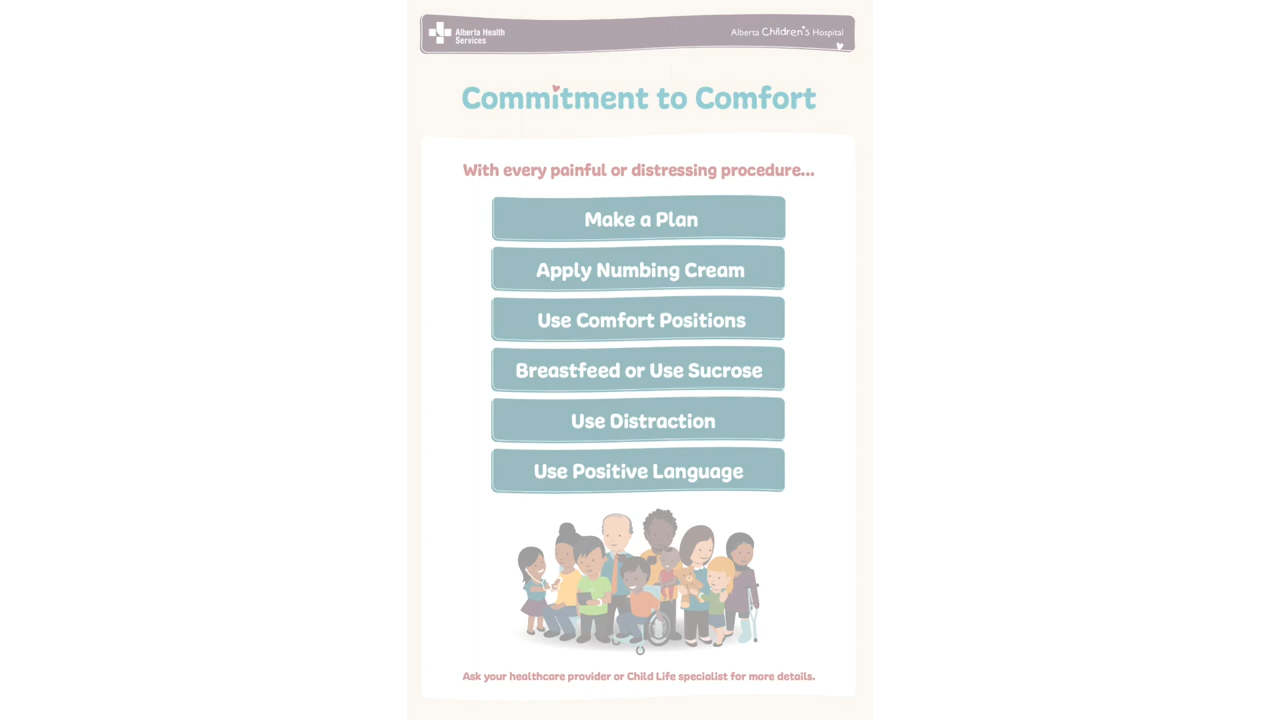 Alberta Health
Services
Alberta Children's Hospital
Commitment to Comfort
With every painful or distressing procedure...
Make a Plan
Apply Numbing Cream
Use Comfort Positions
Breastfeed or Use Sucrose
Use Distraction
Use Positive Language
Ask your healthcare provider or Child Life specialist for more details.